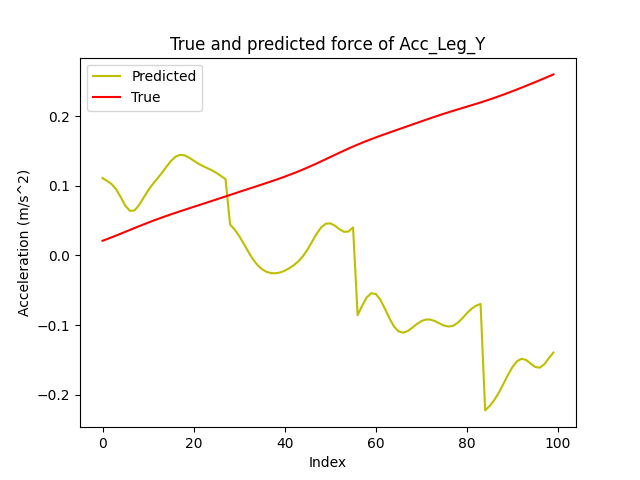 True and predicted force of Acc_Leg_Y
Predicted
True
0.2
0.1
0.0
−0.1
−0.2
Acceleration (m/s^2)
0 20 40 60 80 100
Index